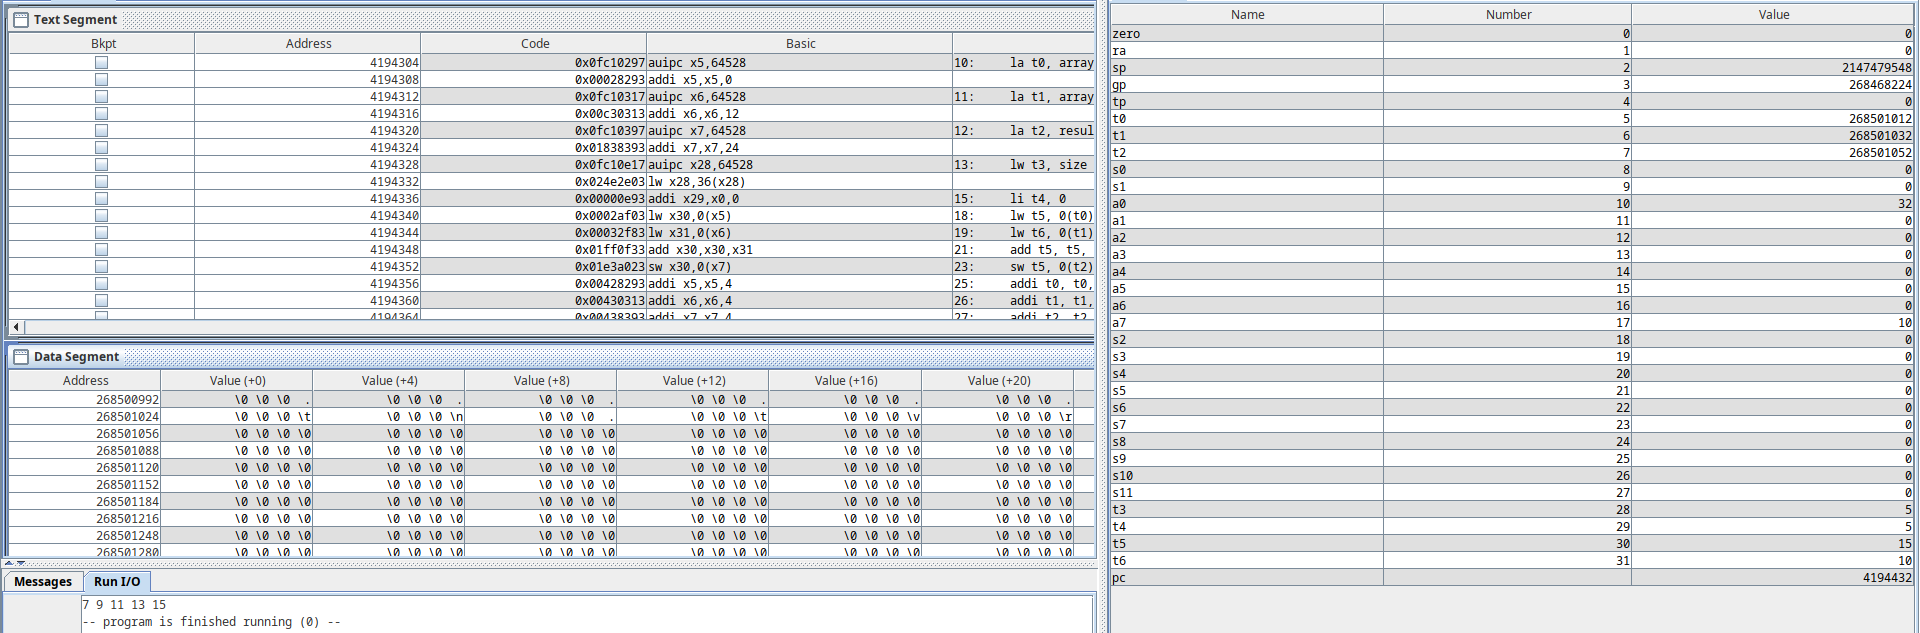 Text Segment
Bkpt Address Code Basic
4194304 0x0fc10297 auipc x5,64528 10: la t0, array
4194308 0x00028293 addi x5,x5,0
4194312 0x0fc10317 auipc x6,64528 11: la t1, array
4194316 0x00c30313 addi x6,x6,12
4194320 0x0fc10397 auipc x7,64528 12: la t2, resul
4194324 0x01838393 addi x7,x7,24
4194328 0x0fc10e17 auipc x28,64528 13: lw t3, size
4194332 0x024e2e03 lw x28,36(x28)
4194336 0x00000e93 addi x29,x0,0 15: li t4, 0
4194340 0x0002af03 lw x30,0(x5) 18: lw t5, 0(t0)
4194344 0x00032f83 lw x31,0(x6) 19: lw t6, 0(t1)
4194348 0x01ff0f33 add x30,x30,x31 21: add t5, t5,
4194352 0x01e3a023 sw x30,0(x7) 23: sw t5, 0(t2)
4194356 0x00428293 addi x5,x5,4 25: addi t0, t0,
4194360 0x00430313 addi x6,x6,4 26: addi t1, t1,
4194364 0x00438393 addi x7,x7,4 27: addi t2, t2
Data Segment
Address Value (+0) Value (+4) Value (+8) Value (+12) Value (+16) Value (+20)
268500992 \0 \0 \0 . \0 \0 \0 . \0 \0 \0 . \0 \0 \0 . \0 \0 \0 . \0 \0 \0 .
268501024 \0 \0 \0 \t \0 \0 \0 \n \0 \0 \0 . \0 \0 \0 \t \0 \0 \0 \v \0 \0 \0 \r
268501056 \0 \0 \0 \0 \0 \0 \0 \0 \0 \0 \0 \0 \0 \0 \0 \0 \0 \0 \0 \0 \0 \0 \0 \0
268501088 \0 \0 \0 \0 \0 \0 \0 \0 \0 \0 \0 \0 \0 \0 \0 \0 \0 \0 \0 \0 \0 \0 \0 \0
268501120 \0 \0 \0 \0 \0 \0 \0 \0 \0 \0 \0 \0 \0 \0 \0 \0 \0 \0 \0 \0 \0 \0 \0 \0
268501152 \0 \0 \0 \0 \0 \0 \0 \0 \0 \0 \0 \0 \0 \0 \0 \0 \0 \0 \0 \0 \0 \0 \0 \0
268501184 \0 \0 \0 \0 \0 \0 \0 \0 \0 \0 \0 \0 \0 \0 \0 \0 \0 \0 \0 \0 \0 \0 \0 \0
268501216 \0 \0 \0 \0 \0 \0 \0 \0 \0 \0 \0 \0 \0 \0 \0 \0 \0 \0 \0 \0 \0 \0 \0 \0
268501248 \0 \0 \0 \0 \0 \0 \0 \0 \0 \0 \0 \0 \0 \0 \0 \0 \0 \0 \0 \0 \0 \0 \0 \0
268501280 \0 \0 \0 \0 \0 \0 \0 \0 \0 \0 \0 \0 \0 \0 \0 \0 \0 \0 \0 \0 \0 \0 \0 \0
Messages Run I/O
7 9 11 13 15
-- program is finished running (0) --
Name Number Value
zero 0 0
ra 1 0
sp 2 2147479548
gp 3 268468224
tp 4 0
t0 5 268501012
t1 6 268501032
t2 7 268501052
s0 8 0
s1 9 0
a0 10 32
a1 11 0
a2 12 0
a3 13 0
a4 14 0
a5 15 0
a6 16 0
a7 17 10
s2 18 0
s3 19 0
s4 20 0
s5 21 0
s6 22 0
s7 23 0
s8 24 0
s9 25 0
s10 26 0
s11 27 0
t3 28 5
t4 29 5
t5 30 15
t6 31 10
pc 4194432